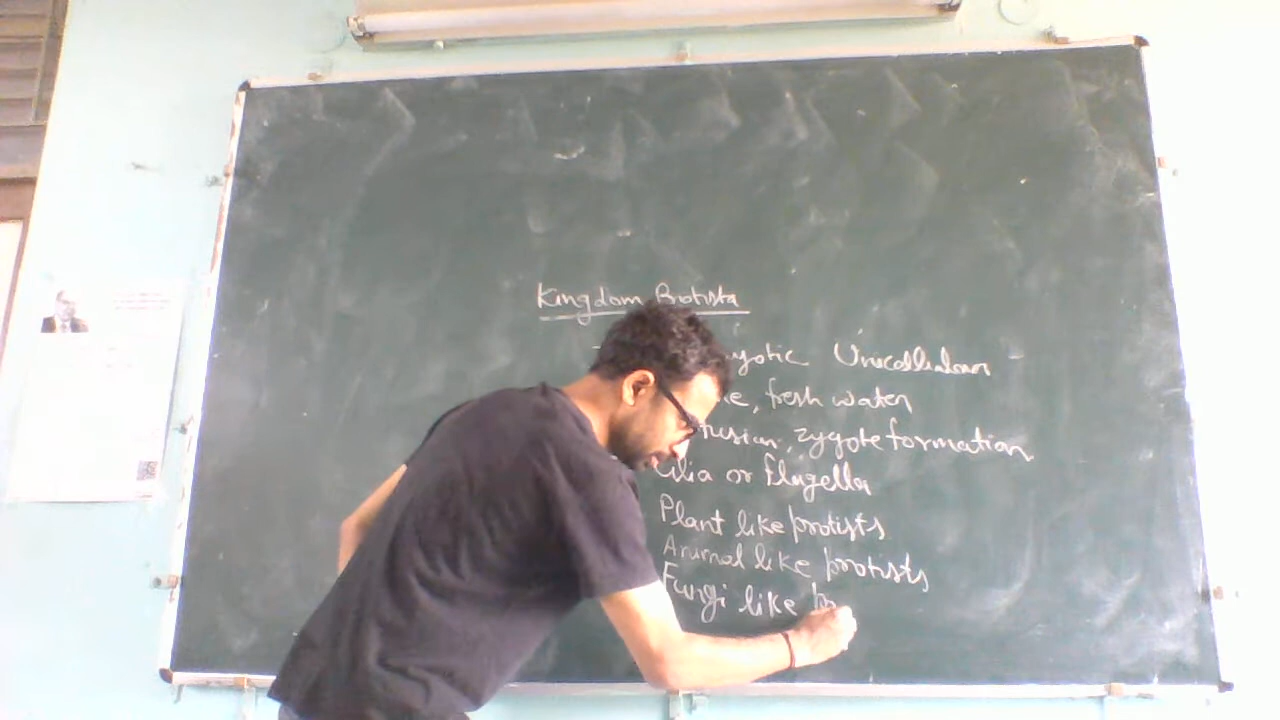 Kingdom Protista
yotic Unicellular
e, fresh water
fusion, zygote formation
Cilia or flagella
Plant like protists
Animal like protists
Fungi like pr